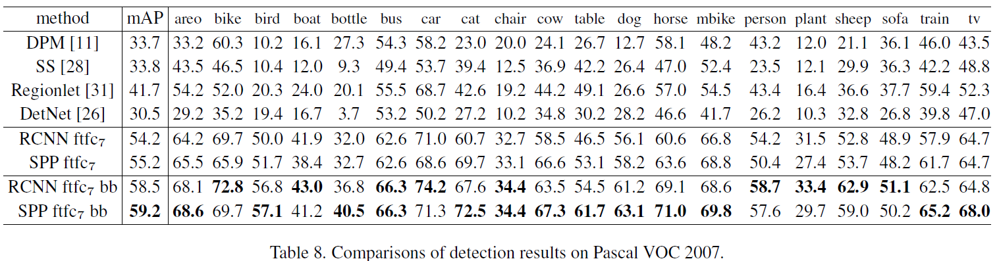 method mAP areo bike bird boat bottle bus car cat chair cow table dog horse mbike person plant sheep sofa train tv
DPM [11] 33.7 33.2 60.3 10.2 16.1 27.3 54.3 58.2 23.0 20.0 24.1 26.7 12.7 58.1 48.2 43.2 12.0 21.1 36.1 46.0 43.5
SS [28] 33.8 43.5 46.5 10.4 12.0 9.3 49.4 53.7 39.4 12.5 36.9 42.2 26.4 47.0 52.4 23.5 12.1 29.9 36.3 42.2 48.8
Regionlet [31] 41.7 54.2 52.0 20.3 24.0 20.1 55.5 68.7 42.6 19.2 44.2 49.1 26.6 57.0 54.5 43.4 16.4 36.6 37.7 59.4 52.3
DetNet [26] 30.5 29.2 35.2 19.4 16.7 3.7 53.2 50.2 27.2 10.2 34.8 30.2 28.2 46.6 41.7 26.2 10.3 32.8 26.8 39.8 47.0
RCNN ftfc₇ 54.2 64.2 69.7 50.0 41.9 32.0 62.6 71.0 60.7 32.7 58.5 46.5 56.1 60.6 66.8 54.2 31.5 52.8 48.9 57.9 64.7
SPP ftfc₇ 55.2 65.5 65.9 51.7 38.4 32.7 62.6 68.6 69.7 33.1 66.6 53.1 58.2 63.6 68.8 50.4 27.4 53.7 48.2 61.7 64.7
RCNN ftfc₇ bb 58.5 68.1 72.8 56.8 43.0 36.8 66.3 74.2 67.6 34.4 63.5 54.5 61.2 69.1 68.6 58.7 33.4 62.9 51.1 62.5 64.8
SPP ftfc₇ bb 59.2 68.6 69.7 57.1 41.2 40.5 66.3 71.3 72.5 34.4 67.3 61.7 63.1 71.0 69.8 57.6 29.7 59.0 50.2 65.2 68.0
Table 8. Comparisons of detection results on Pascal VOC 2007.